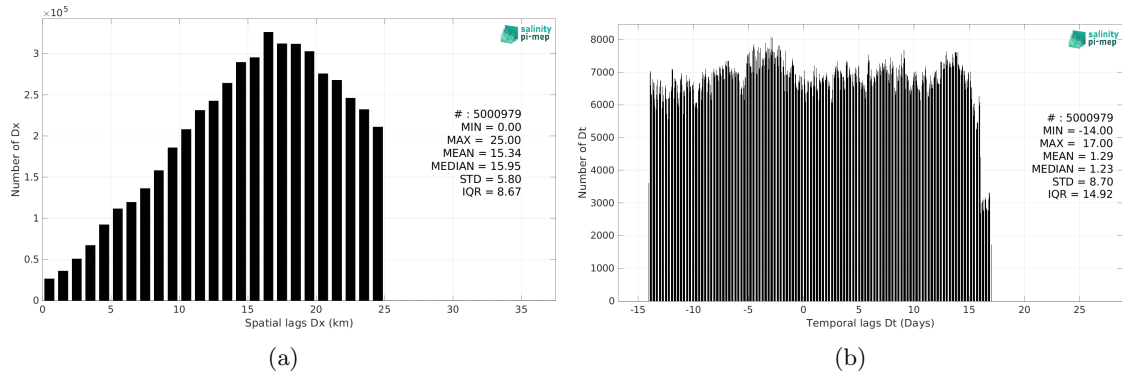 ×10⁵
3
2.5
2
1.5
1
0.5
0
Number of Dx
0 5 10 15 20 25 30 35
Spatial lags Dx (km)
salinity
pi-mep
# : 5000979
MIN = 0.00
MAX = 25.00
MEAN = 15.34
MEDIAN = 15.95
STD = 5.80
IQR = 8.67
(a)
8000
7000
6000
5000
4000
3000
2000
1000
0
Number of Dt
-15 -10 -5 0 5 10 15 20 25
Temporal lags Dt (Days)
salinity
pi-mep
# : 5000979
MIN = -14.00
MAX = 17.00
MEAN = 1.29
MEDIAN = 1.23
STD = 8.70
IQR = 14.92
(b)